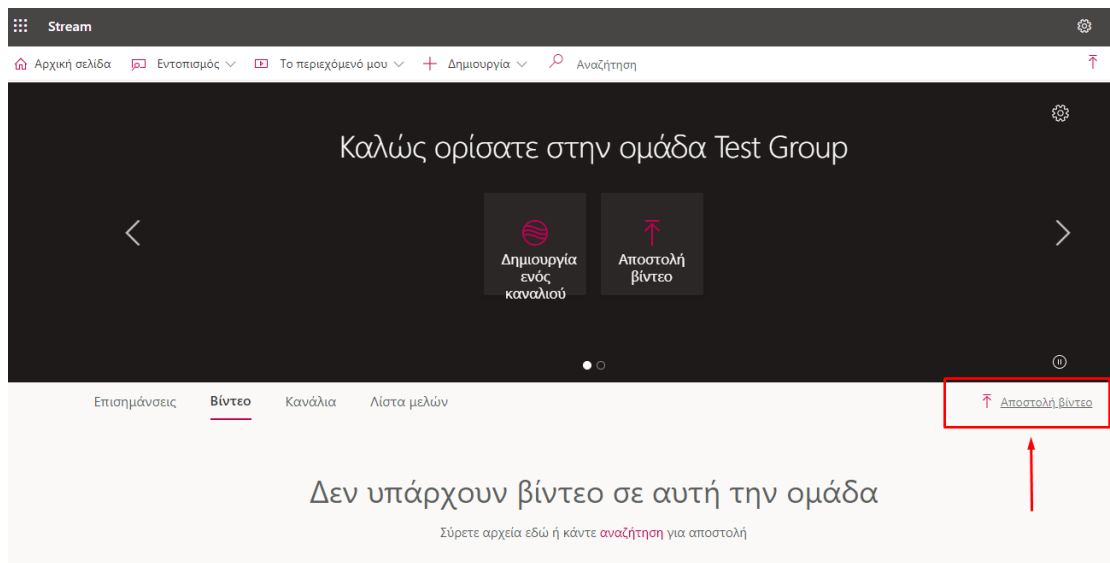 Stream
Αρχική σελίδα Εντοπισμός Το περιεχόμενό μου Δημιουργία Αναζήτηση
Καλώς ορίσατε στην ομάδα Test Group
Δημιουργία
ενός
καναλιού
Αποστολή
βίντεο
Επισημάνσεις Βίντεο Κανάλια Λίστα μελών Αποστολή βίντεο
Δεν υπάρχουν βίντεο σε αυτή την ομάδα
Σύρετε αρχεία εδώ ή κάντε αναζήτηση για αποστολή